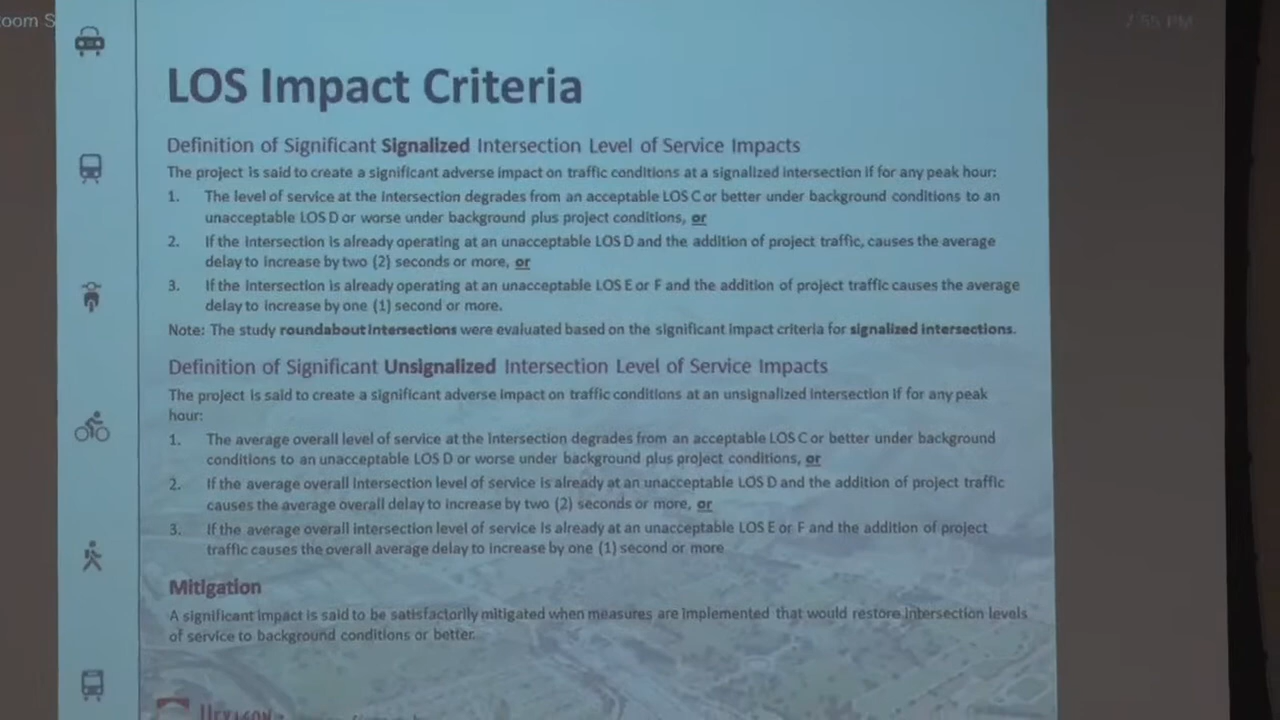 oom S
7:55 PM
LOS Impact Criteria
Definition of Significant Signalized Intersection Level of Service Impacts
The project is said to create a significant adverse impact on traffic conditions at a signalized intersection if for any peak hour:
1. The level of service at the intersection degrades from an acceptable LOS C or better under background conditions to an
unacceptable LOS D or worse under background plus project conditions, or
2. If the intersection is already operating at an unacceptable LOS D and the addition of project traffic, causes the average
delay to increase by two (2) seconds or more, or
3. If the intersection is already operating at an unacceptable LOS E or F and the addition of project traffic causes the average
delay to increase by one (1) second or more.
Note: The study roundabout intersections were evaluated based on the significant impact criteria for signalized intersections.
Definition of Significant Unsignalized Intersection Level of Service Impacts
The project is said to create a significant adverse impact on traffic conditions at an unsignalized intersection if for any peak
hour:
1. The average overall level of service at the intersection degrades from an acceptable LOS C or better under background
conditions to an unacceptable LOS D or worse under background plus project conditions, or
2. If the average overall intersection level of service is already at an unacceptable LOS D and the addition of project traffic
causes the average overall delay to increase by two (2) seconds or more, or
3. If the average overall intersection level of service is already at an unacceptable LOS E or F and the addition of project
traffic causes the overall average delay to increase by one (1) second or more
Mitigation
A significant impact is said to be satisfactorily mitigated when measures are implemented that would restore intersection levels
of service to background conditions or better.